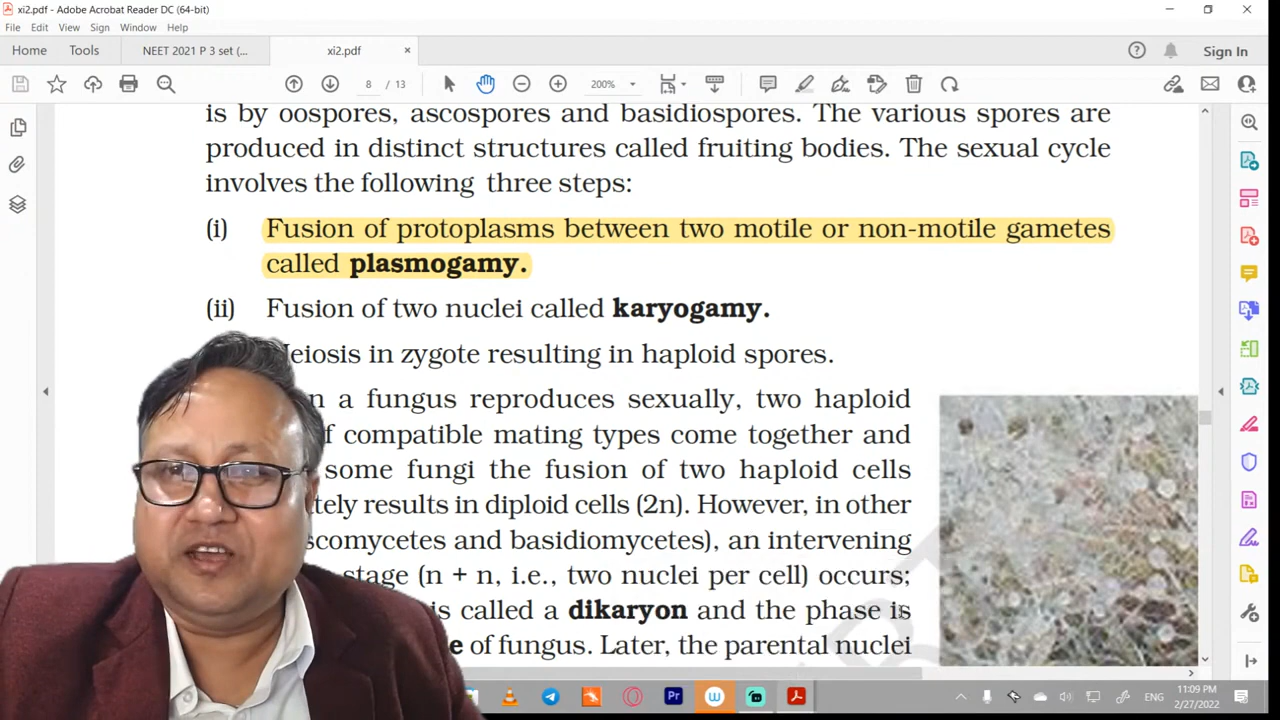 xi2.pdf - Adobe Acrobat Reader DC (64-bit)
File Edit View Sign Window Help
Home Tools NEET 2021 P 3 set (... xi2.pdf × Sign In
8 / 13 200%
is by oospores, ascospores and basidiospores. The various spores are
produced in distinct structures called fruiting bodies. The sexual cycle
involves the following three steps:
(i) Fusion of protoplasms between two motile or non-motile gametes
called plasmogamy.
(ii) Fusion of two nuclei called karyogamy.
eiosis in zygote resulting in haploid spores.
n a fungus reproduces sexually, two haploid
f compatible mating types come together and
some fungi the fusion of two haploid cells
tely results in diploid cells (2n). However, in other
scomycetes and basidiomycetes), an intervening
stage (n + n, i.e., two nuclei per cell) occurs;
is called a dikaryon and the phase is
e of fungus. Later, the parental nuclei
Pr W ENG 11:09 PM
2/27/2022